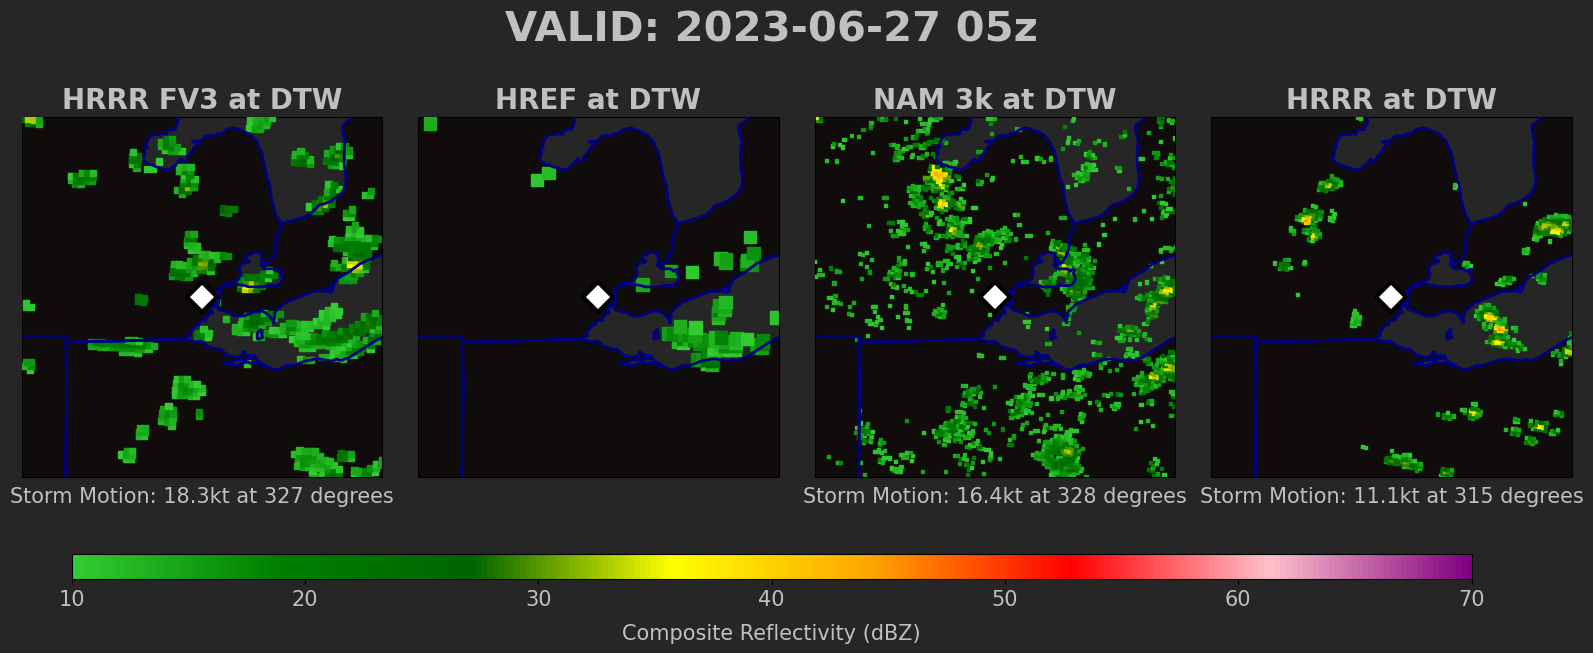 VALID: 2023-06-27 05z
HRRR FV3 at DTW
HREF at DTW
NAM 3k at DTW
HRRR at DTW
Storm Motion: 18.3kt at 327 degrees
Storm Motion: 16.4kt at 328 degrees
Storm Motion: 11.1kt at 315 degrees
10 20 30 40 50 60 70
Composite Reflectivity (dBZ)